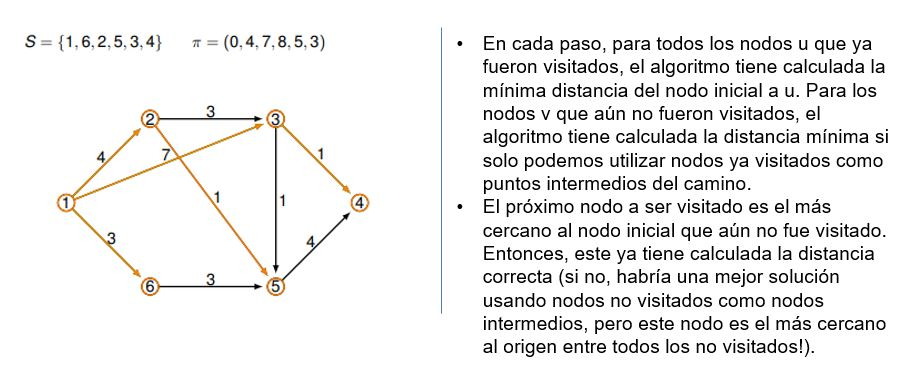 S = {1, 6, 2, 5, 3, 4}    π = (0, 4, 7, 8, 5, 3)
2 3 3
4 7 1
1 1 1 4
3 4
6 3 5
• En cada paso, para todos los nodos u que ya
fueron visitados, el algoritmo tiene calculada la
mínima distancia del nodo inicial a u. Para los
nodos v que aún no fueron visitados, el
algoritmo tiene calculada la distancia mínima si
solo podemos utilizar nodos ya visitados como
puntos intermedios del camino.
• El próximo nodo a ser visitado es el más
cercano al nodo inicial que aún no fue visitado.
Entonces, este ya tiene calculada la distancia
correcta (si no, habría una mejor solución
usando nodos no visitados como nodos
intermedios, pero este nodo es el más cercano
al origen entre todos los no visitados!).